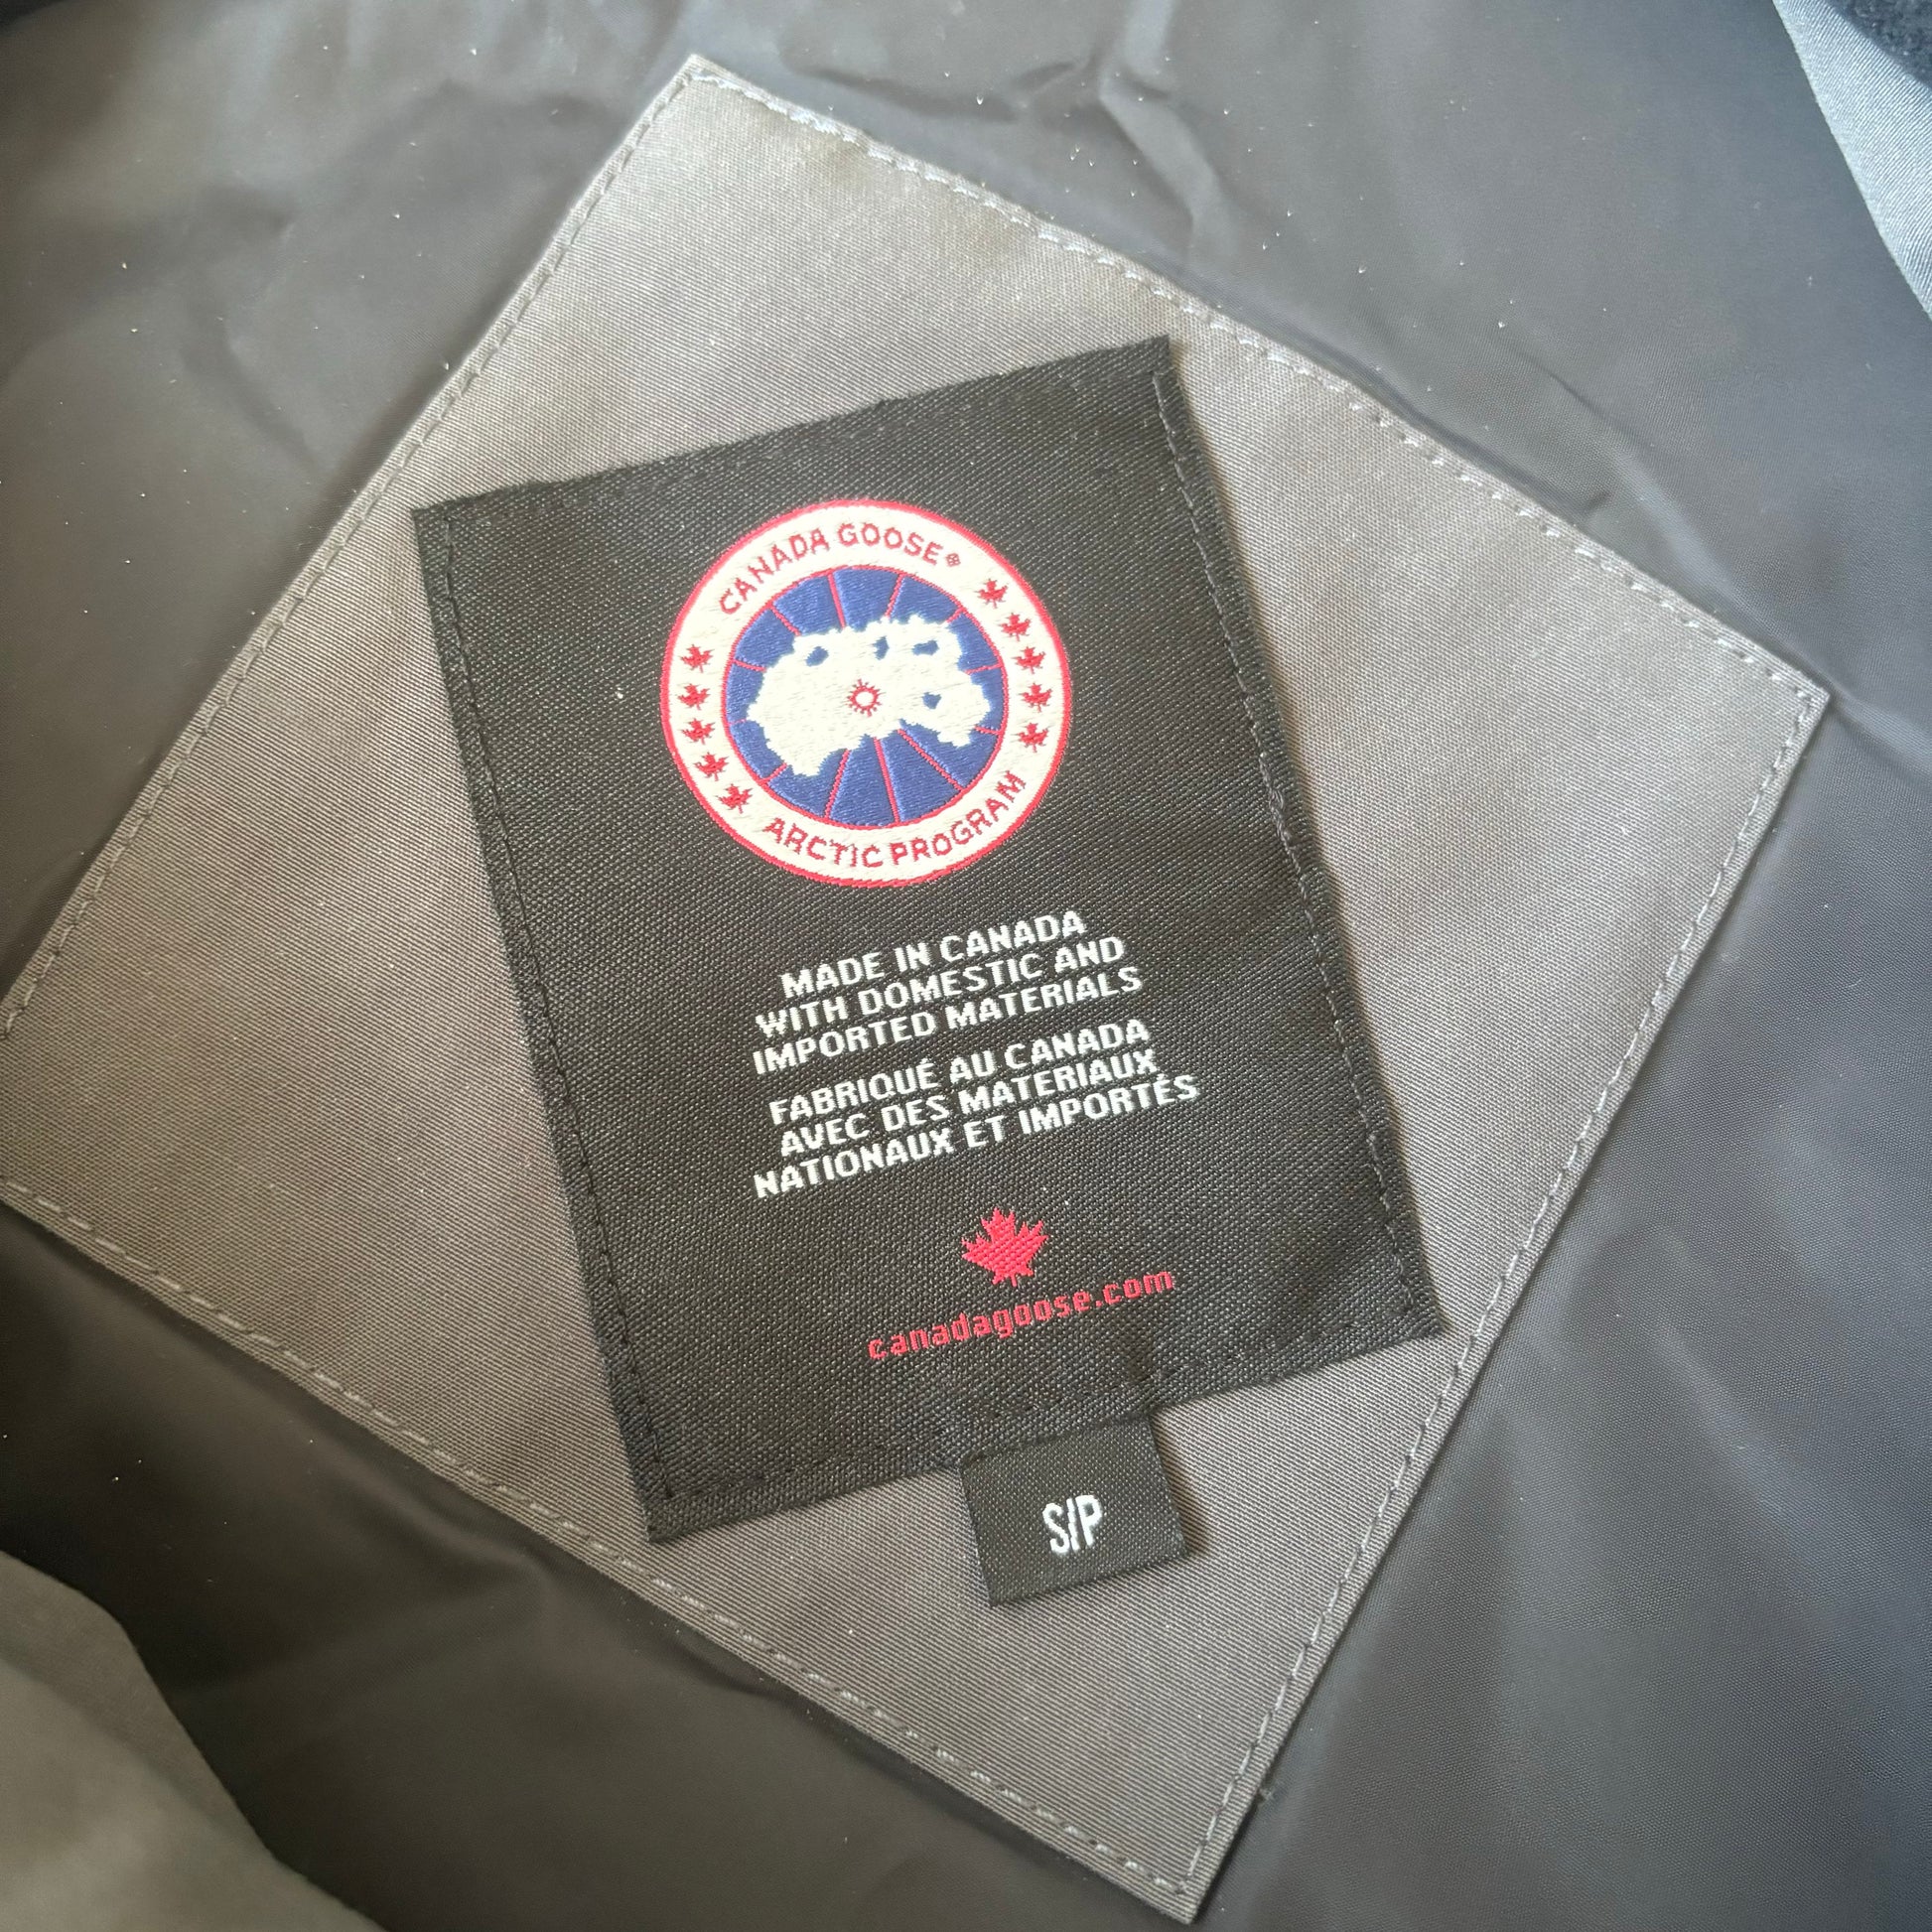 CANADA GOOSE®
ARCTIC PROGRAM
MADE IN CANADA
WITH DOMESTIC AND
IMPORTED MATERIALS
FABRIQUÉ AU CANADA
AVEC DES MATERIAUX
NATIONAUX ET IMPORTÉS
canadagoose.com
S/P